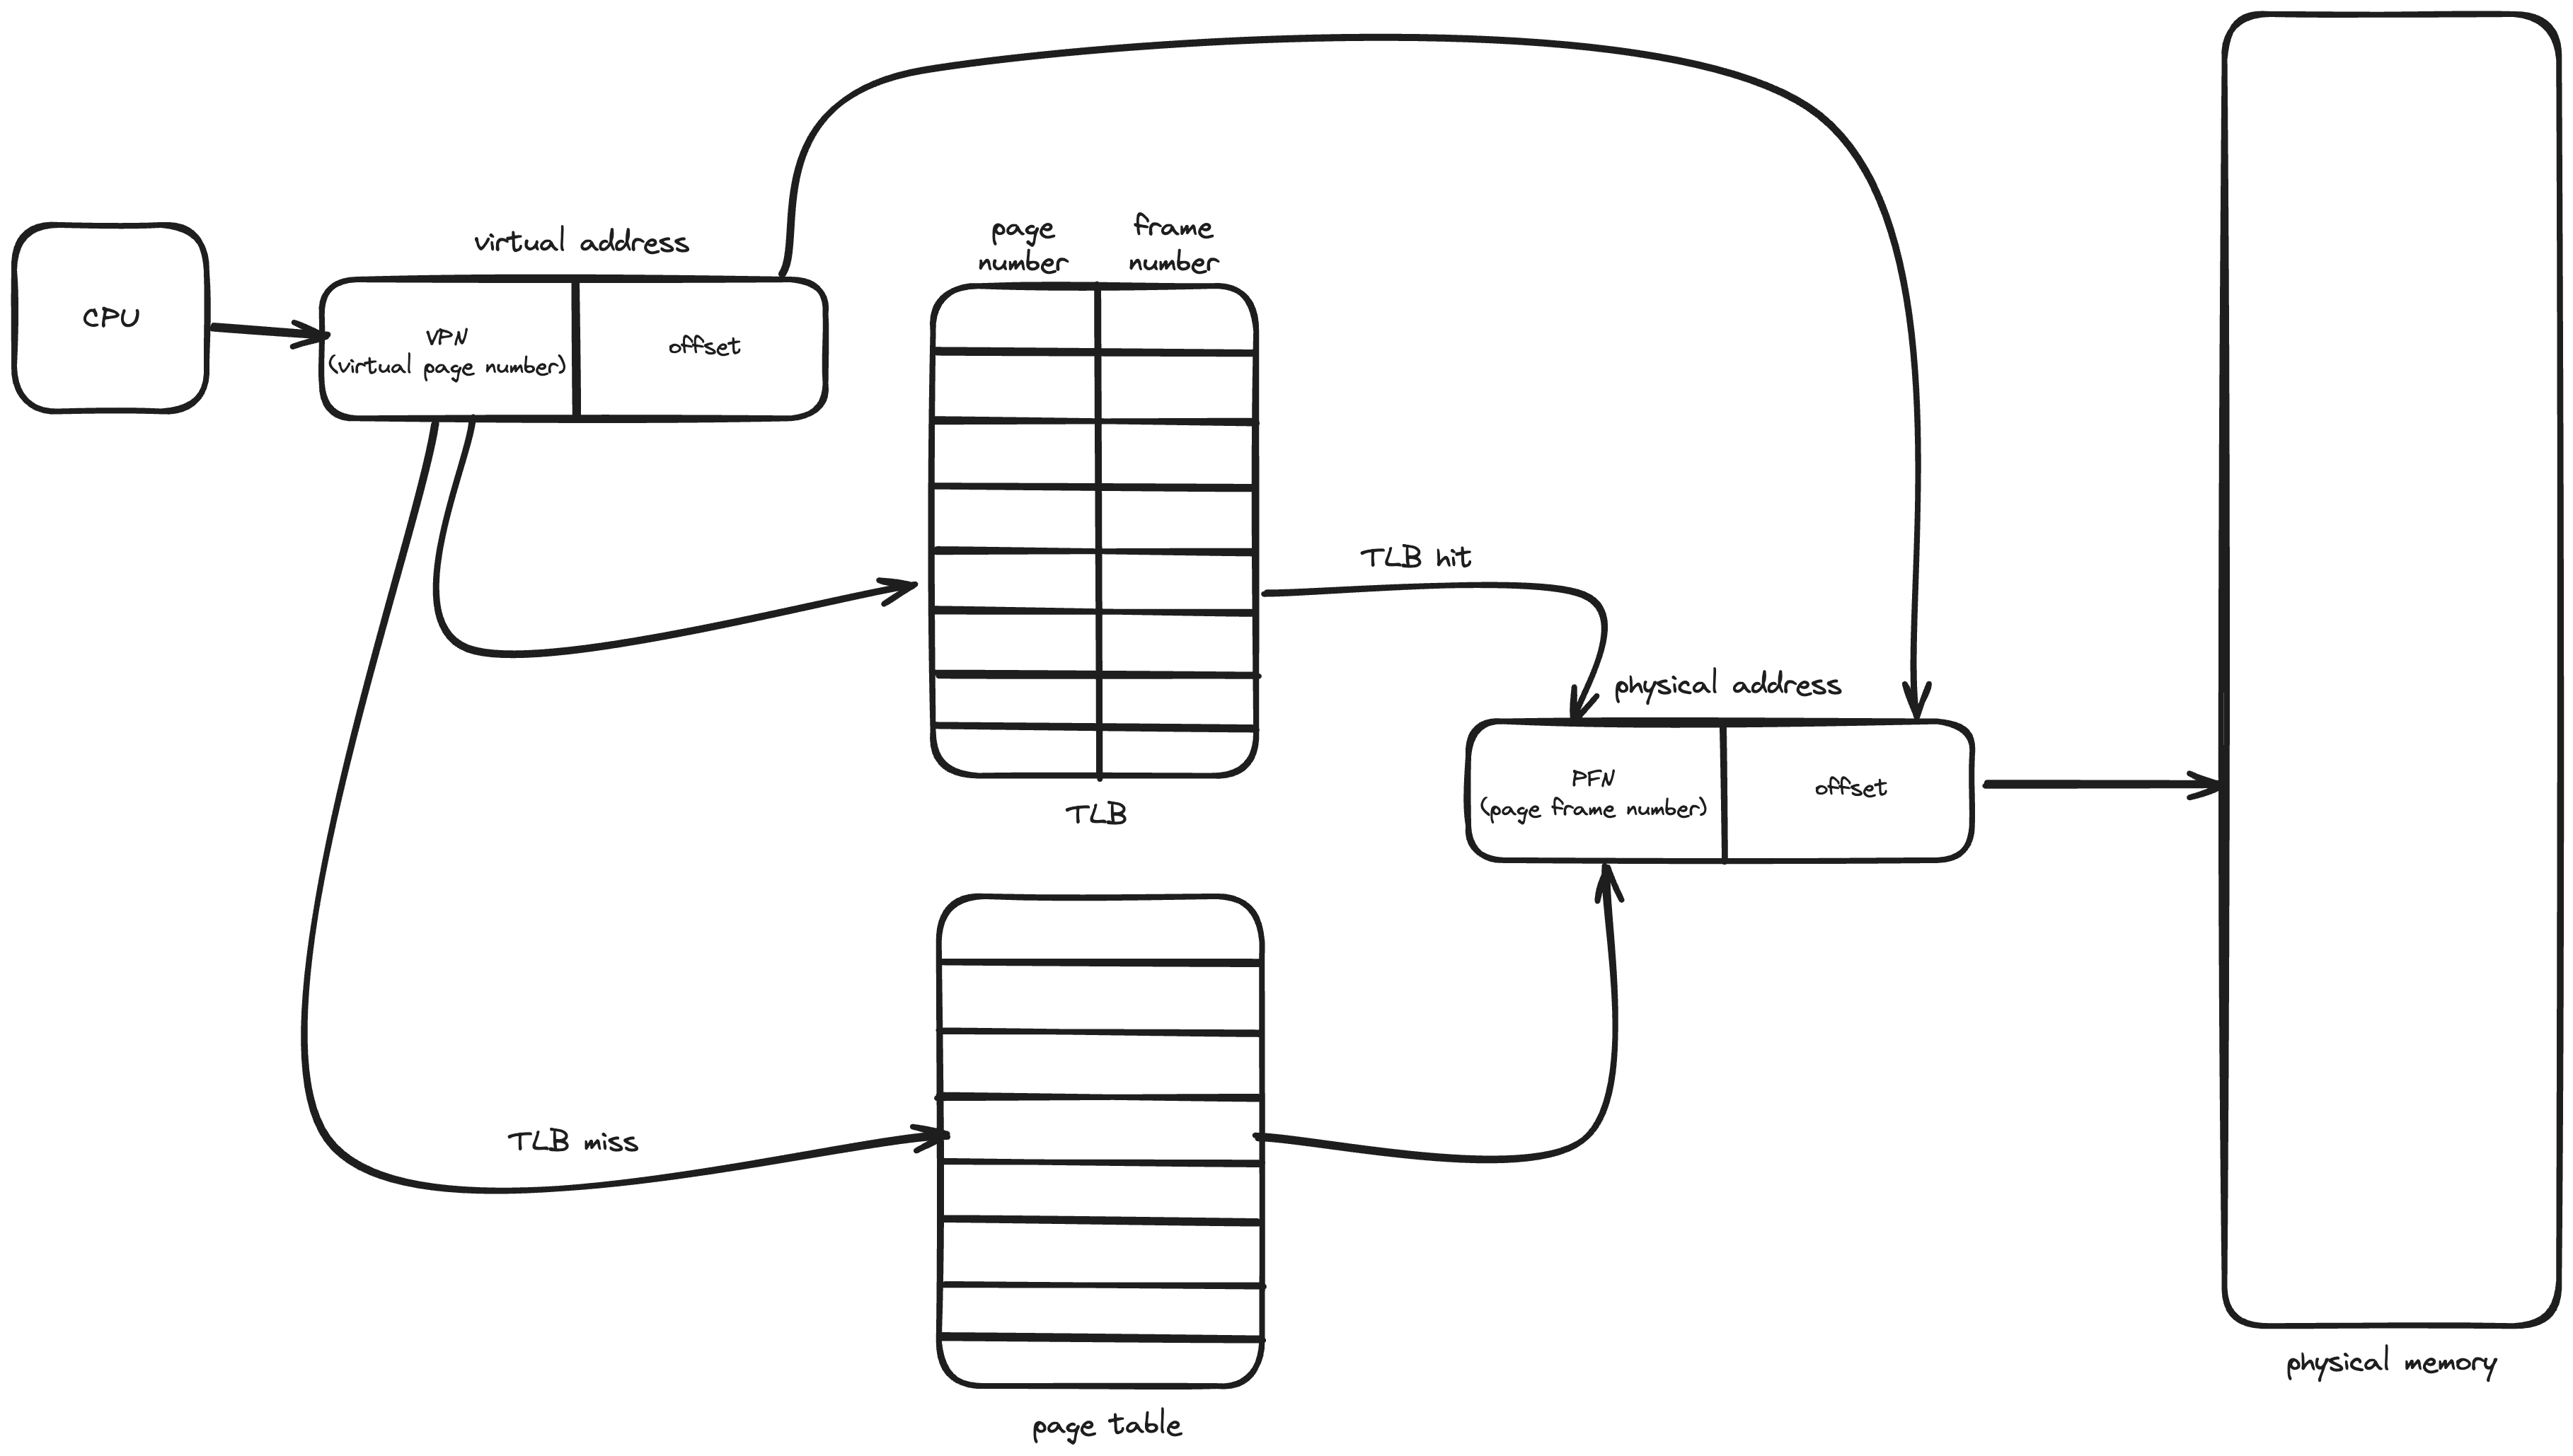 CPU
virtual address
VPN
(virtual page number)
offset
page
number
frame
number
TLB
TLB hit
physical address
PFN
(page frame number)
offset
TLB miss
page table
physical memory